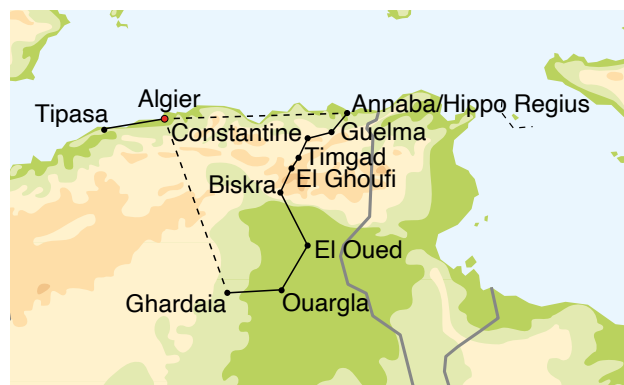 Algier
Annaba/Hippo Regius
Tipasa
Constantine
Guelma
Timgad
El Ghoufi
Biskra
El Oued
Ghardaia
Ouargla